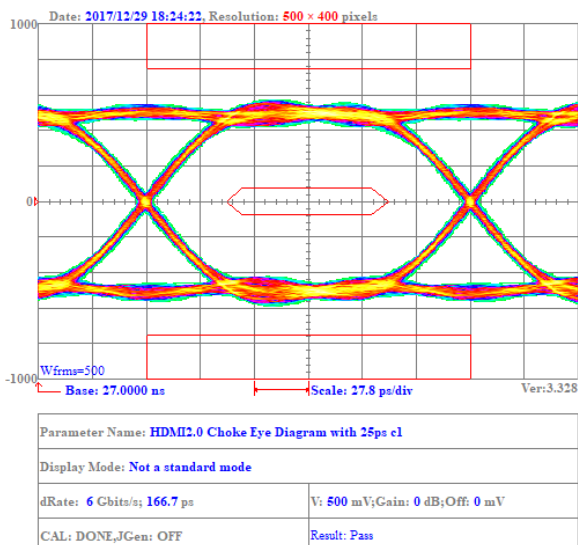 Date: 2017/12/29 18:24:22, Resolution: 500 × 400 pixels
1000
0
-1000
Wfrms=500
Base: 27.0000 ns
Scale: 27.8 ps/div
Ver:3.328
Parameter Name: HDMI2.0 Choke Eye Diagram with 25ps c1
Display Mode: Not a standard mode
dRate: 6 Gbits/s; 166.7 ps
V: 500 mV;Gain: 0 dB;Off: 0 mV
CAL: DONE,JGen: OFF
Result: Pass